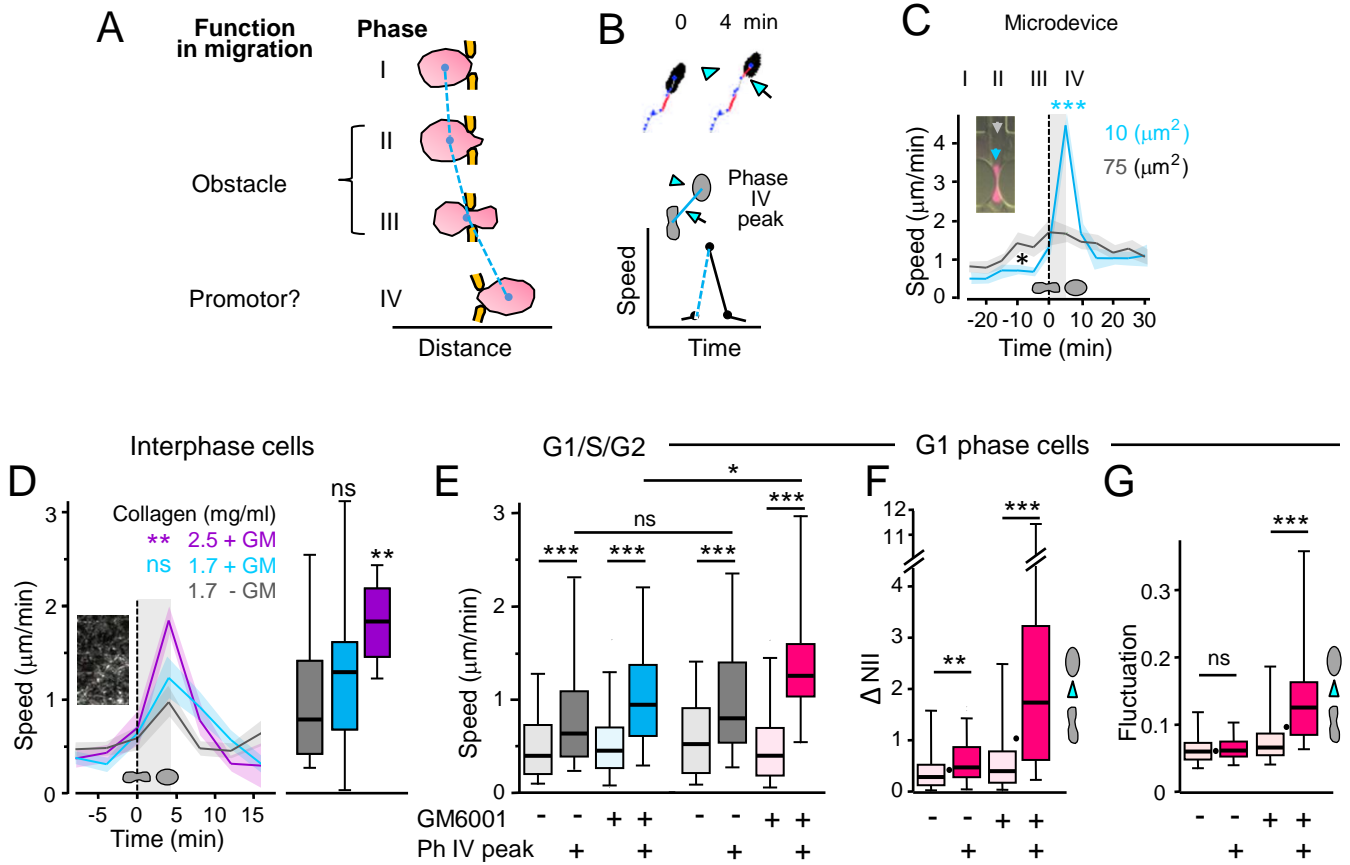 A
Function
in migration
Phase
I
II
Obstacle
III
Promotor?
IV
Distance
B
0 4 min
Phase
IV
peak
Speed
Time
C
Microdevice
I II III IV
***
10 (μm²)
75 (μm²)
*
Speed (μm/min)
4
3
2
1
0
-20 -10 0 10 20 30
Time (min)
Interphase cells
G1/S/G2
G1 phase cells
D
Collagen (mg/ml)
** 2.5 + GM
ns 1.7 + GM
1.7 - GM
ns
**
Speed (μm/min)
3
2
1
0
-5 0 5 10 15
Time (min)
E
*
ns
***
***
***
***
***
Speed (μm/min)
3
2
1
0
GM6001 - - + + - - + +
Ph IV peak + + + +
F
***
**
Δ NII
12
11
5
4
3
2
1
0
- - + +
+ +
G
***
ns
Fluctuation
0.3
0.2
0.1
0
- - + +
+ +